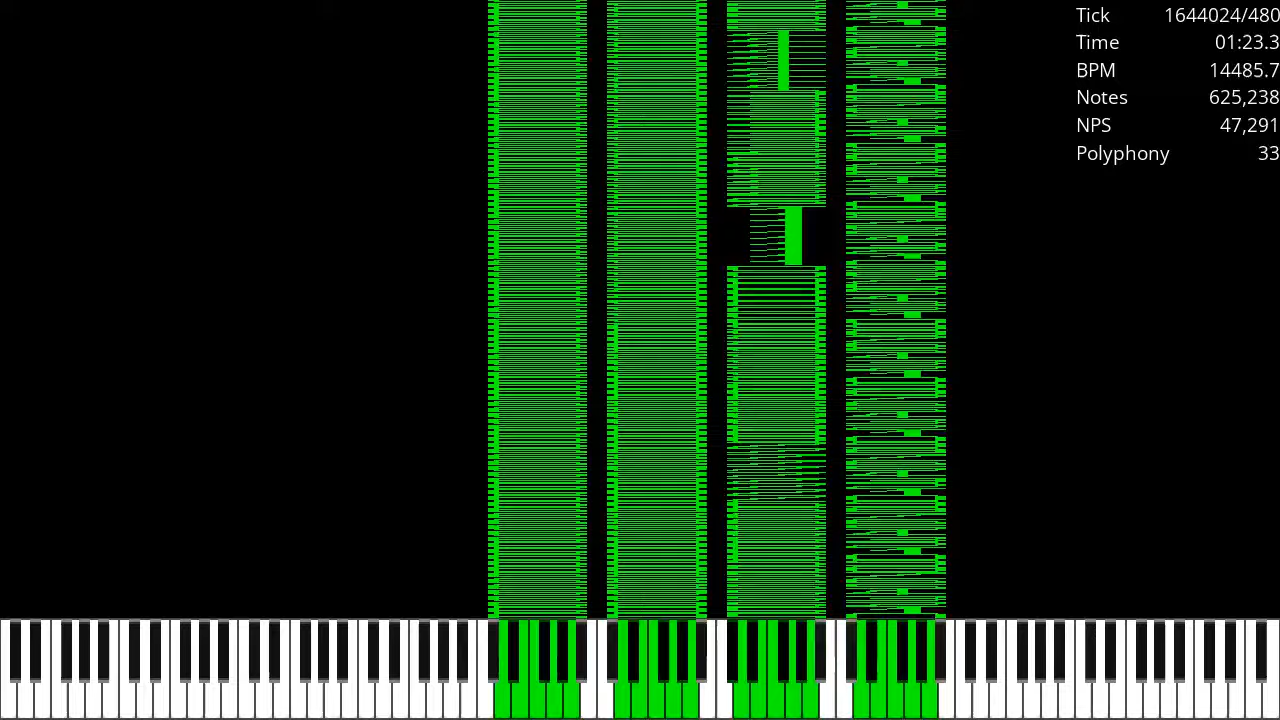 Tick 1644024/480
Time 01:23.3
BPM 14485.7
Notes 625,238
NPS 47,291
Polyphony 33